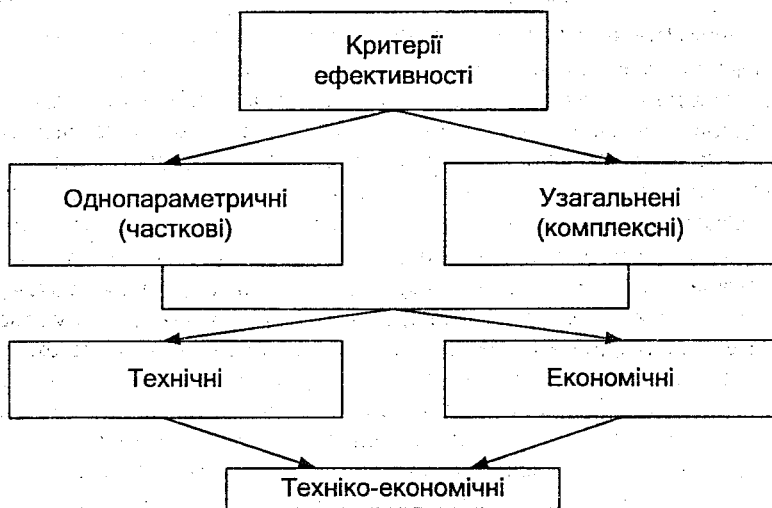 Критерії
ефективності
Однопараметричні
(часткові)
Узагальнені
(комплексні)
Технічні
Економічні
Техніко-економічні